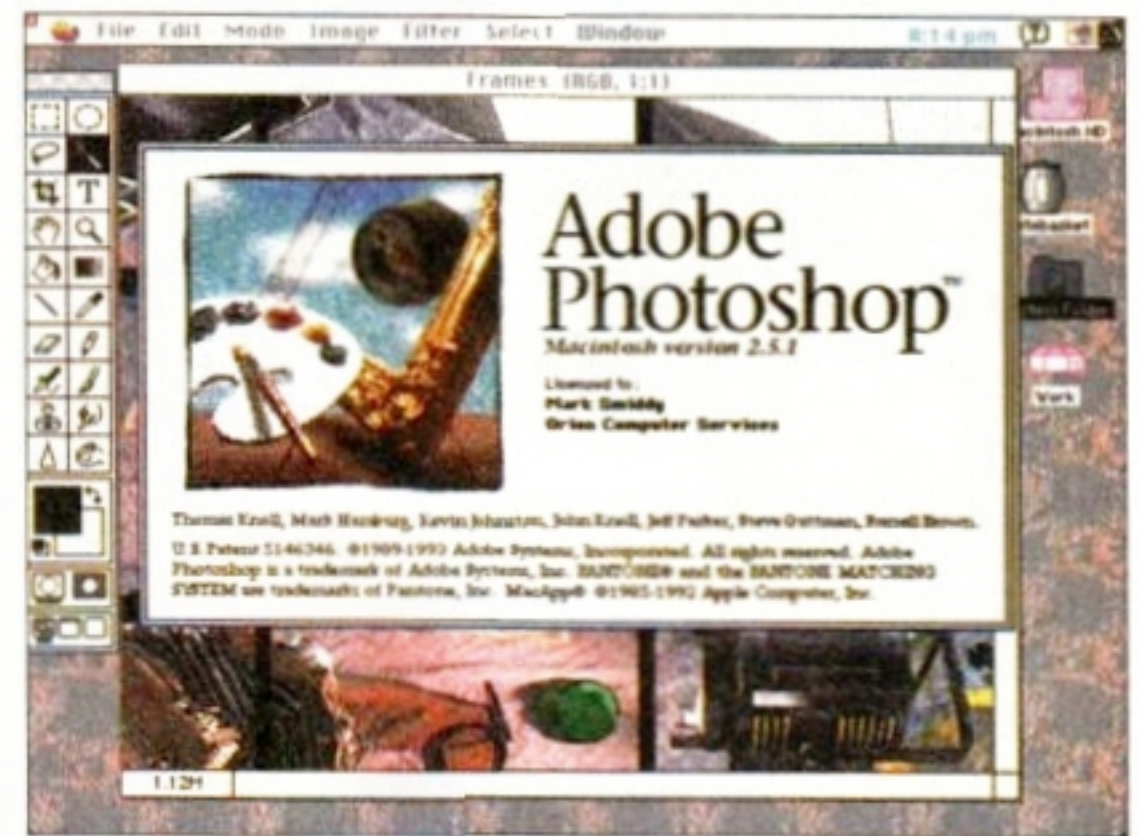 File Edit Mode Image Filter Select Window 8:14 pm
Frames (RGB, 1:1)
T
Macintosh HD
Adobe
Photoshop™
Macintosh version 2.5.1
Licensed to:
Mark Smiddy
Orion Computer Services
Work
Thomas Knoll, Mark Hamburg, Kevin Johnston, John Knoll, Jeff Parker, Steve Guttman, Russell Brown.
U S Patent 5146346. ©1989-1993 Adobe Systems, Incorporated. All rights reserved. Adobe
Photoshop is a trademark of Adobe Systems, Inc. PANTONE® and the PANTONE MATCHING
SYSTEM are trademarks of Pantone, Inc. MacApp® ©1985-1992 Apple Computer, Inc.
1.12M